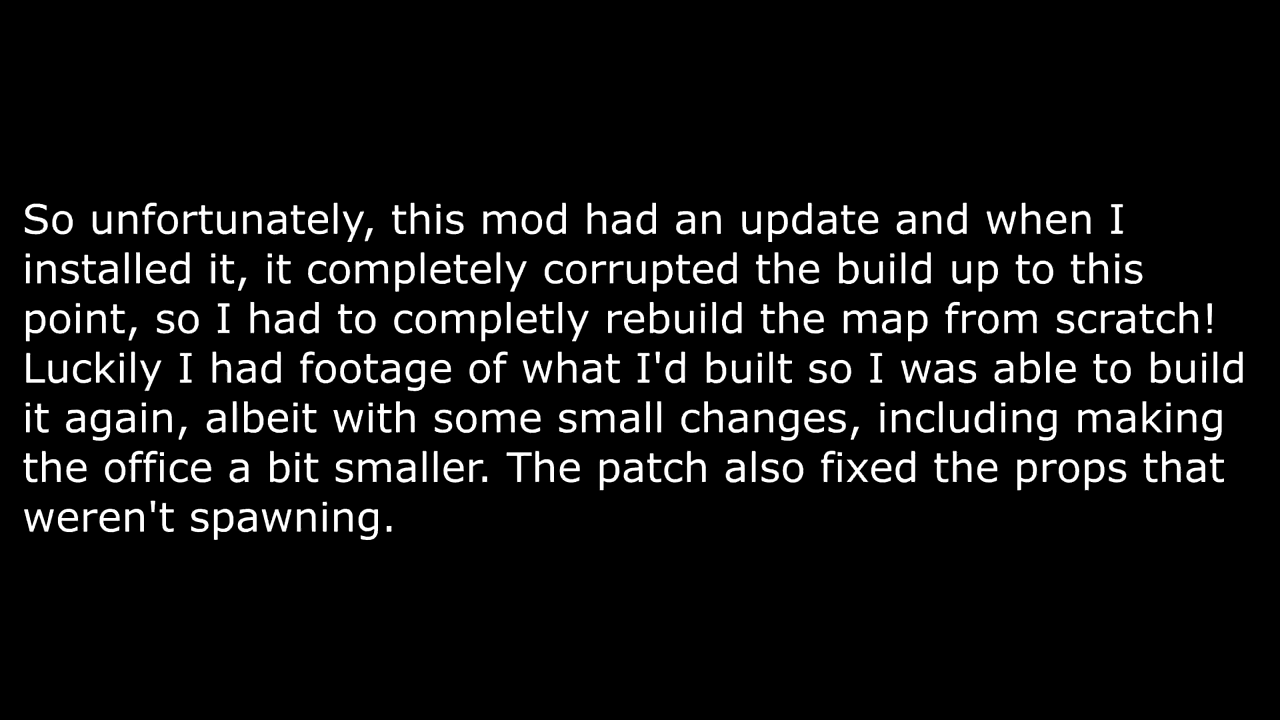 So unfortunately, this mod had an update and when I
installed it, it completely corrupted the build up to this
point, so I had to completly rebuild the map from scratch!
Luckily I had footage of what I'd built so I was able to build
it again, albeit with some small changes, including making
the office a bit smaller. The patch also fixed the props that
weren't spawning.